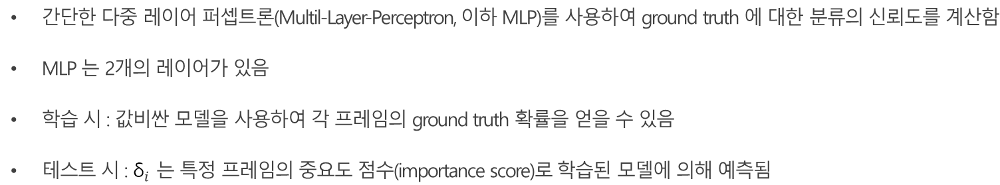 • 간단한 다중 레이어 퍼셉트론(Multil-Layer-Perceptron, 이하 MLP)를 사용하여 ground truth 에 대한 분류의 신뢰도를 계산함
• MLP 는 2개의 레이어가 있음
• 학습 시 : 값비싼 모델을 사용하여 각 프레임의 ground truth 확률을 얻을 수 있음
• 테스트 시 : δᵢ 는 특정 프레임의 중요도 점수(importance score)로 학습된 모델에 의해 예측됨